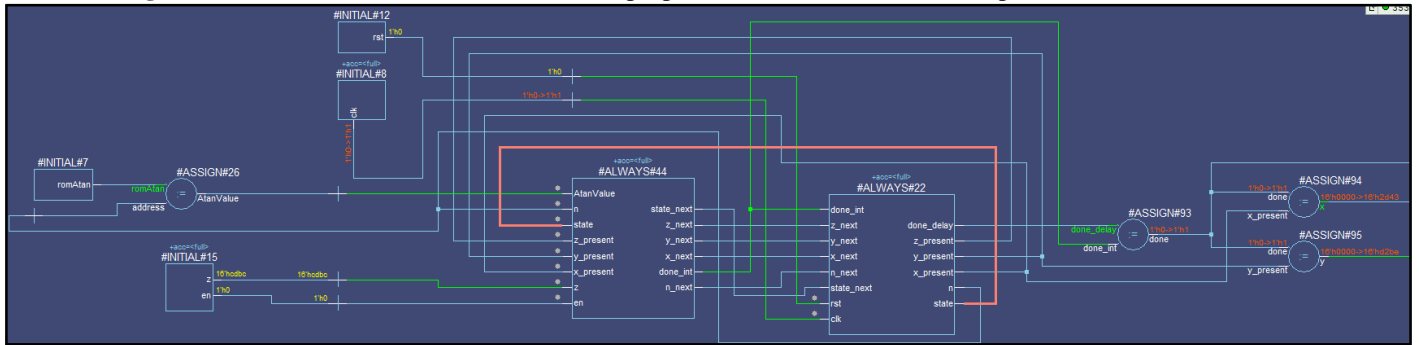 #INITIAL#12
rst 1'h0
+acc=<full>
#INITIAL#8
clk
1'h0->1'h1
1'h0
1'h0->1'h1
#INITIAL#7
romAtan
#ASSIGN#26
romAtan
:=
AtanValue
address
+acc=<full>
#INITIAL#15
z 16'hcdbc 16'hcdbc
en 1'h0 1'h0
+acc=<full>
#ALWAYS#44
AtanValue
n state_next
state z_next
z_present y_next
y_present x_next
x_present done_int
z n_next
en
+acc=<full>
#ALWAYS#22
done_int
z_next done_delay
y_next z_present
x_next y_present
n_next x_present
state_next n
rst state
clk
#ASSIGN#93
done_delay := 1'h0->1'h1
done_int done
#ASSIGN#94
1'h0->1'h1 := 16'h0000->16'h2d43
done x
x_present
#ASSIGN#95
1'h0->1'h1 := 16'h0000->16'hd2be
done y
y_present